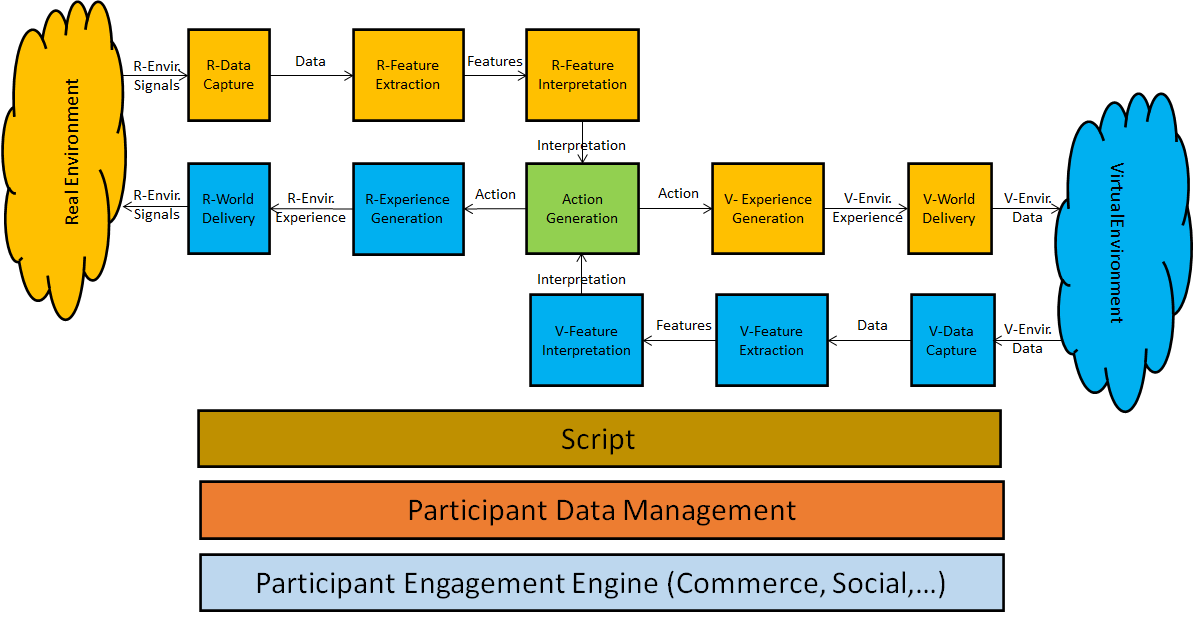 Real Environment
R-Envir.
Signals
R-Data
Capture
Data
R-Feature
Extraction
Features
R-Feature
Interpretation
Interpretation
R-Envir.
Signals
R-World
Delivery
R-Envir.
Experience
R-Experience
Generation
Action
Action
Generation
Action
V- Experience
Generation
V-Envir.
Experience
V-World
Delivery
V-Envir.
Data
VirtualEnvironment
Interpretation
V-Feature
Interpretation
Features
V-Feature
Extraction
Data
V-Data
Capture
V-Envir.
Data
Script
Participant Data Management
Participant Engagement Engine (Commerce, Social,...)